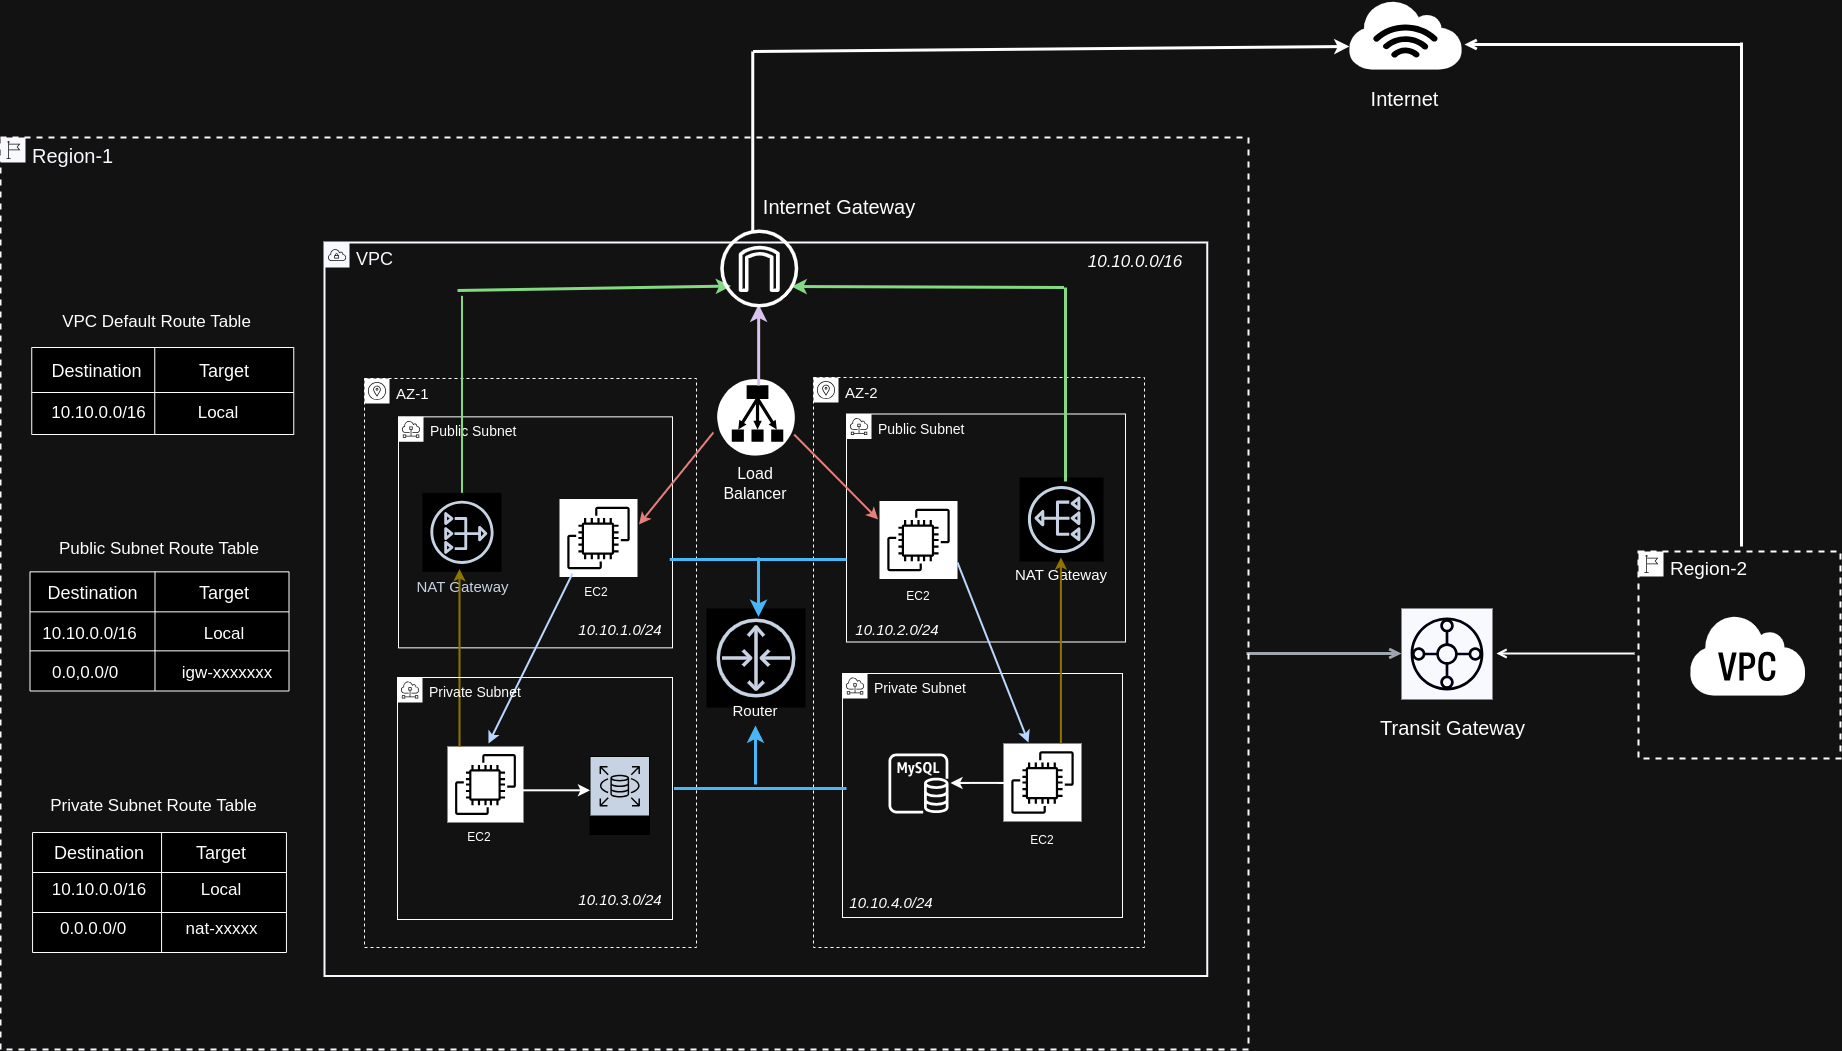 Internet
Region-1
Internet Gateway
VPC
10.10.0.0/16
VPC Default Route Table
Destination
Target
10.10.0.0/16
Local
AZ-1
AZ-2
Public Subnet
Public Subnet
Load
Balancer
NAT Gateway
EC2
NAT Gateway
EC2
10.10.1.0/24
10.10.2.0/24
Public Subnet Route Table
Destination
Target
10.10.0.0/16
Local
0.0,0.0/0
igw-xxxxxxx
Router
Private Subnet
Private Subnet
MySQL
EC2
EC2
10.10.3.0/24
10.10.4.0/24
Private Subnet Route Table
Destination
Target
10.10.0.0/16
Local
0.0.0.0/0
nat-xxxxx
Transit Gateway
Region-2
VPC